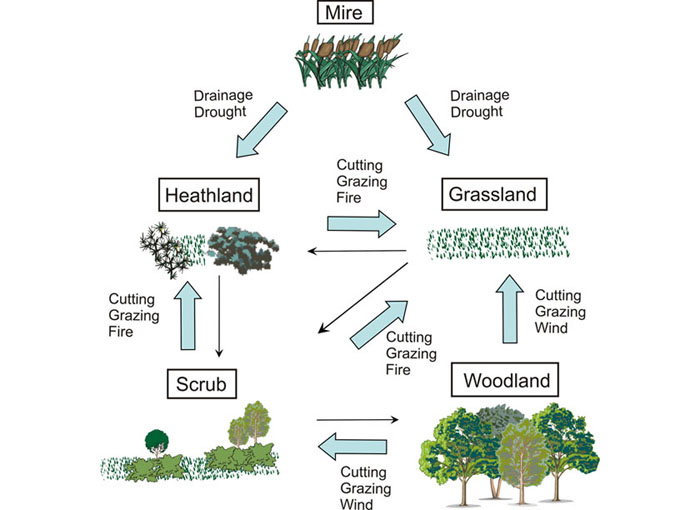 Mire
Drainage
Drought
Drainage
Drought
Heathland
Cutting
Grazing
Fire
Grassland
Cutting
Grazing
Fire
Cutting
Grazing
Fire
Cutting
Grazing
Wind
Scrub
Woodland
Cutting
Grazing
Wind